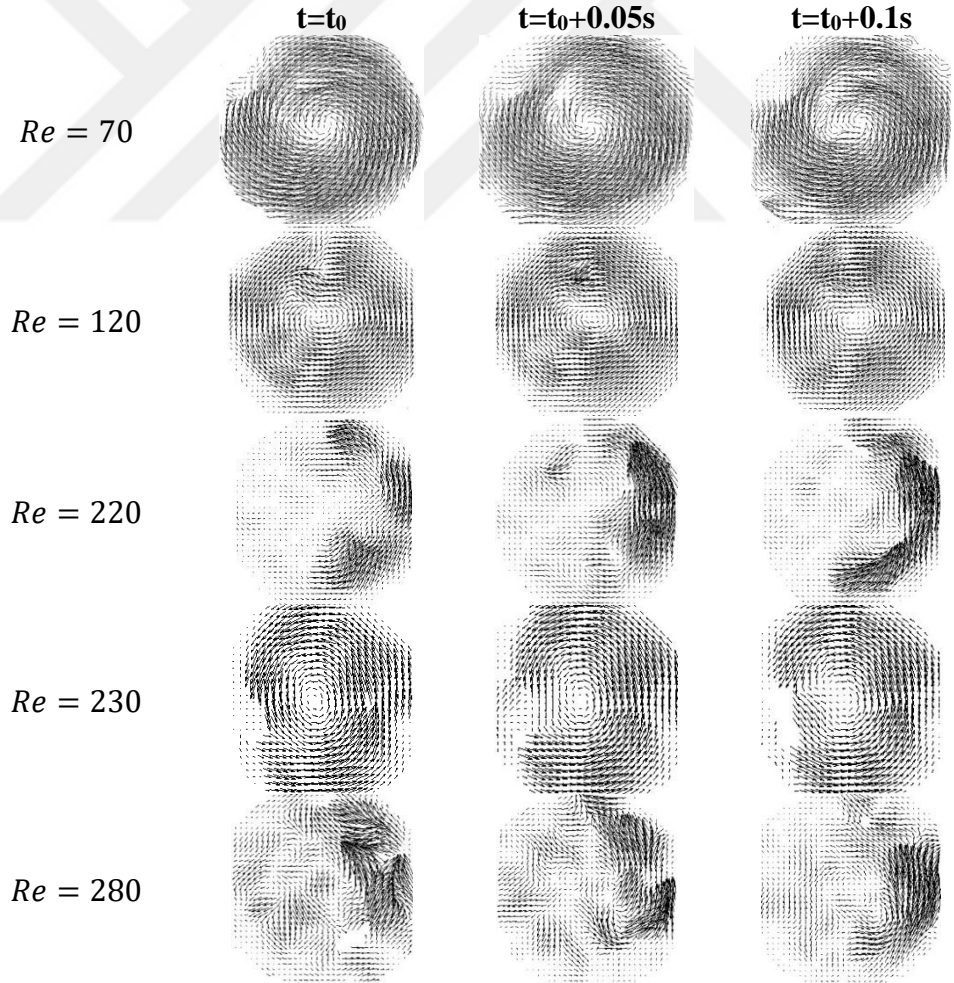 t=t₀ t=t₀+0.05s t=t₀+0.1s
Re = 70
Re = 120
Re = 220
Re = 230
Re = 280